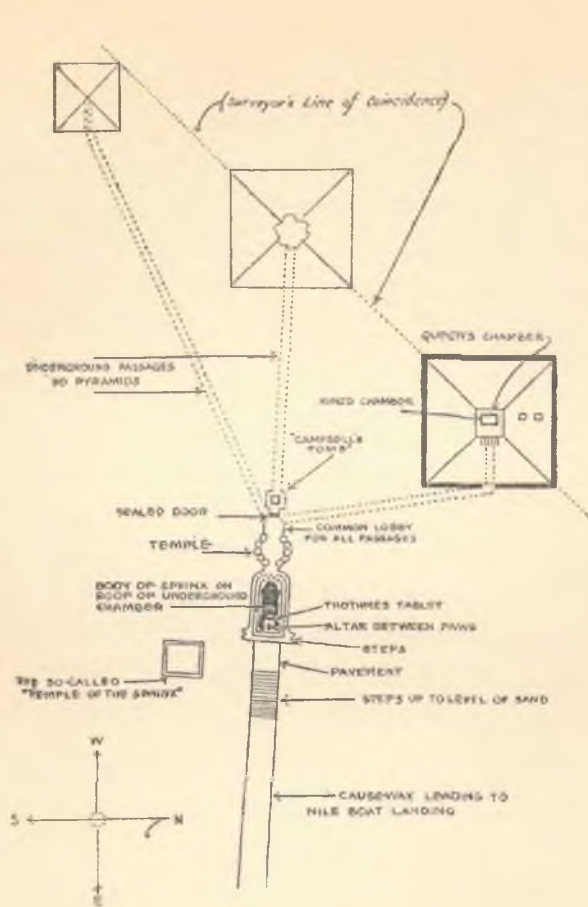 (Surveyor's Line of Coincidence)
QUEEN'S CHAMBER
UNDERGROUND PASSAGES
TO PYRAMIDS
KING'S CHAMBER
"CAMPBELL'S
TOMB"
SEALED DOOR
COMMON LOBBY
FOR ALL PASSAGES
TEMPLE
BODY OF SPHINX ON
ROOF OF UNDERGROUND
CHAMBER
THOTHMES TABLET
ALTAR BETWEEN PAWS
STEPS
PAVEMENT
THE SO-CALLED
"TEMPLE OF THE SPHINX"
STEPS UP TO LEVEL OF SAND
W
S
N
E
CAUSEWAY LEADING TO
NILE BOAT LANDING